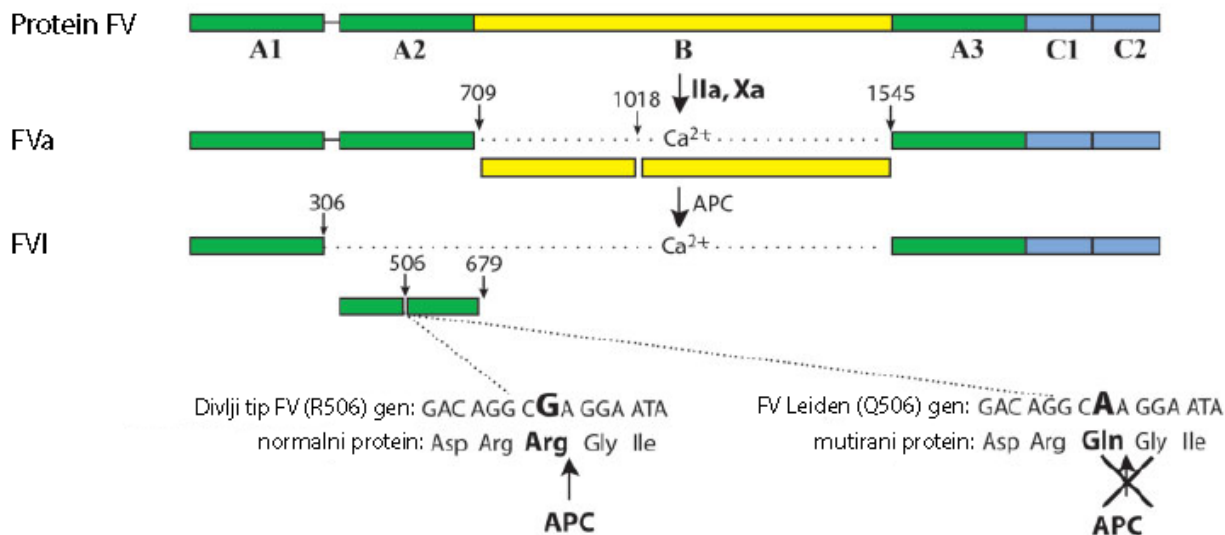 Protein FV
A1 A2 B A3 C1 C2
IIa, Xa
709 1018 1545
FVa
Ca2+
APC
306
FVI
Ca2+
506 679
Divlji tip FV (R506) gen: GAC AGG CGA GGA ATA
normalni protein: Asp Arg Arg Gly Ile
APC
FV Leiden (Q506) gen: GAC AGG CAA GGA ATA
mutirani protein: Asp Arg Gln Gly Ile
APC